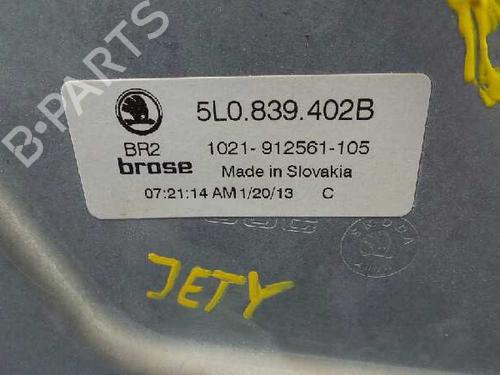 B-PARTS
5L0.839.402B
BR2
1021-912561-105
brose
Made in Slovakia
07:21:14 AM 1/20/13 C
SKODA
JETY